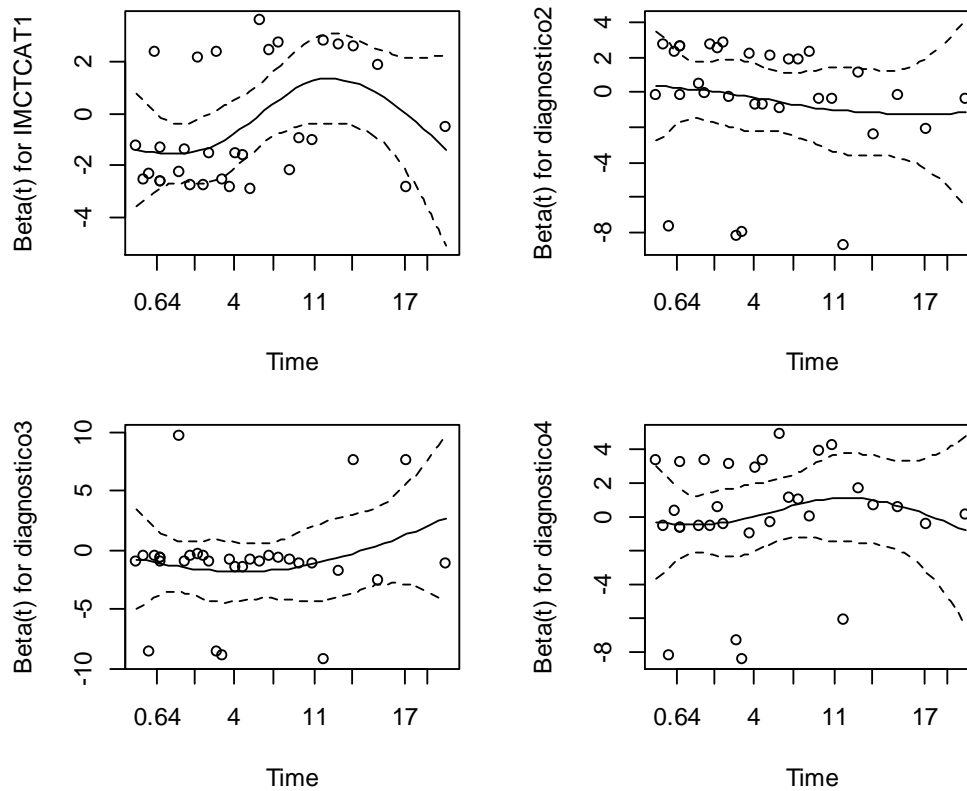 Beta(t) for IMCTCAT1
2
0
-2
-4
0.64 4 11 17
Time
Beta(t) for diagnostico2
4
2
0
-4
-8
0.64 4 11 17
Time
Beta(t) for diagnostico3
10
5
0
-5
-10
0.64 4 11 17
Time
Beta(t) for diagnostico4
4
2
0
-4
-8
0.64 4 11 17
Time